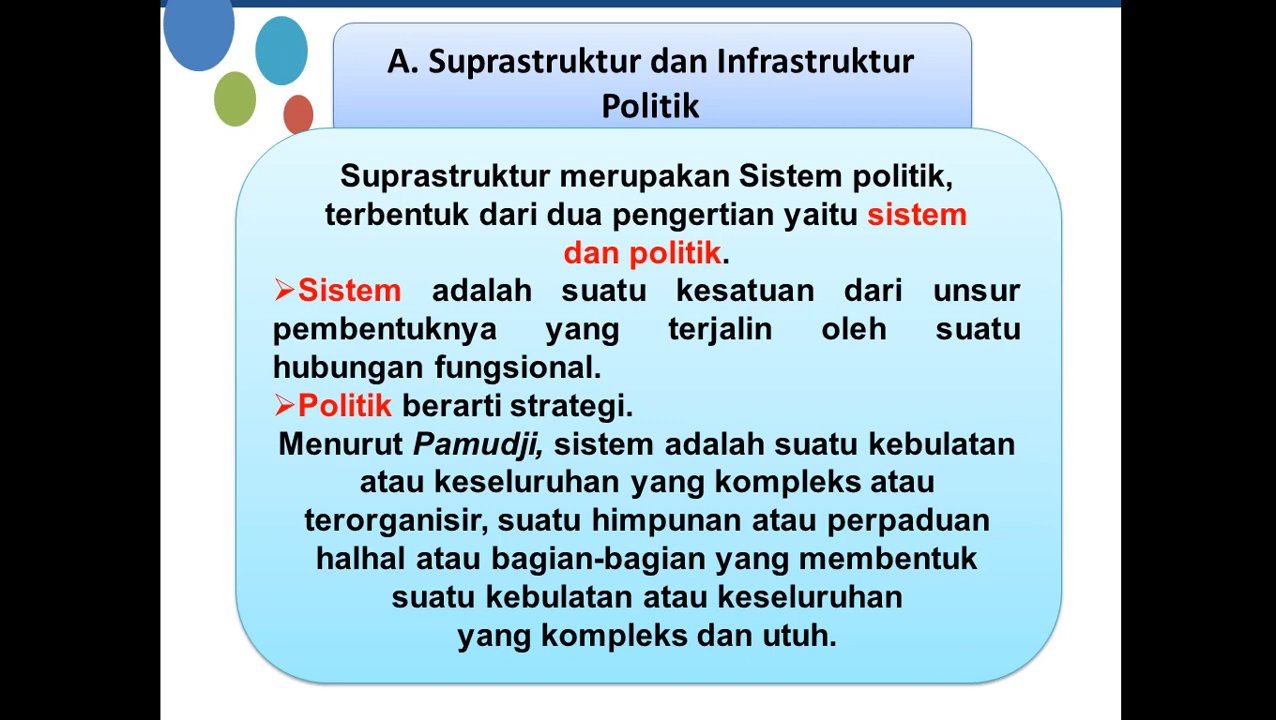 A. Suprastruktur dan Infrastruktur
Politik
Suprastruktur merupakan Sistem politik,
terbentuk dari dua pengertian yaitu sistem
dan politik.
➢Sistem adalah suatu kesatuan dari unsur
pembentuknya yang terjalin oleh suatu
hubungan fungsional.
➢Politik berarti strategi.
Menurut Pamudji, sistem adalah suatu kebulatan
atau keseluruhan yang kompleks atau
terorganisir, suatu himpunan atau perpaduan
halhal atau bagian-bagian yang membentuk
suatu kebulatan atau keseluruhan
yang kompleks dan utuh.